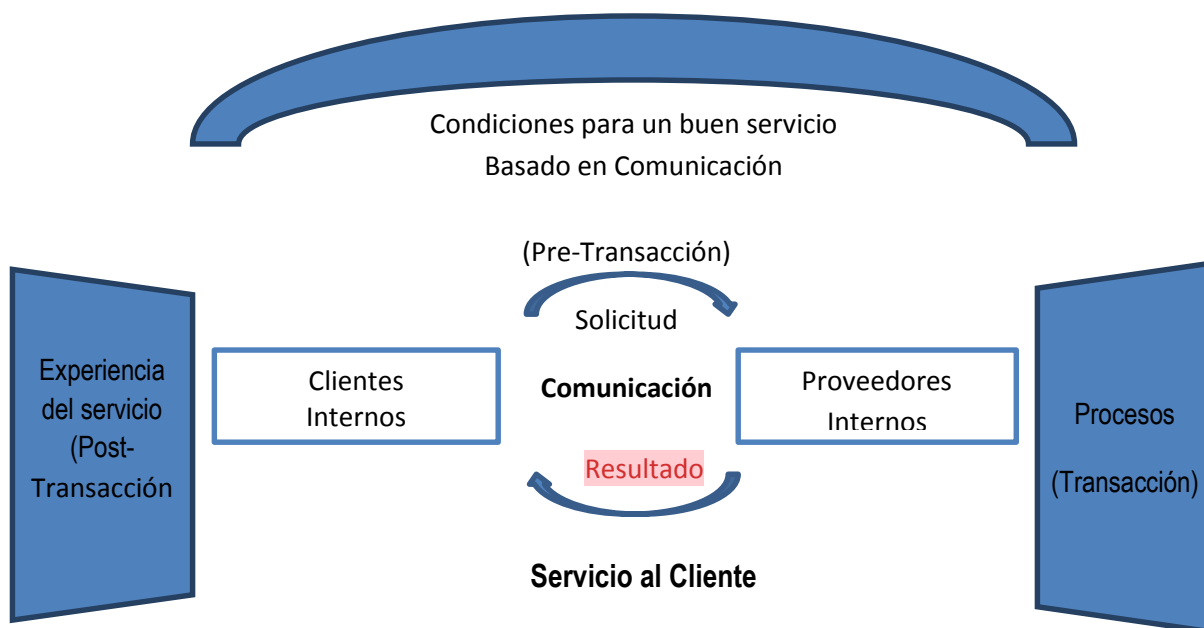 Condiciones para un buen servicio
Basado en Comunicación
(Pre-Transacción)
Solicitud
Experiencia
del servicio
(Post-
Transacción
Clientes
Internos
Comunicación
Proveedores
Internos
Procesos
(Transacción)
Resultado
Servicio al Cliente